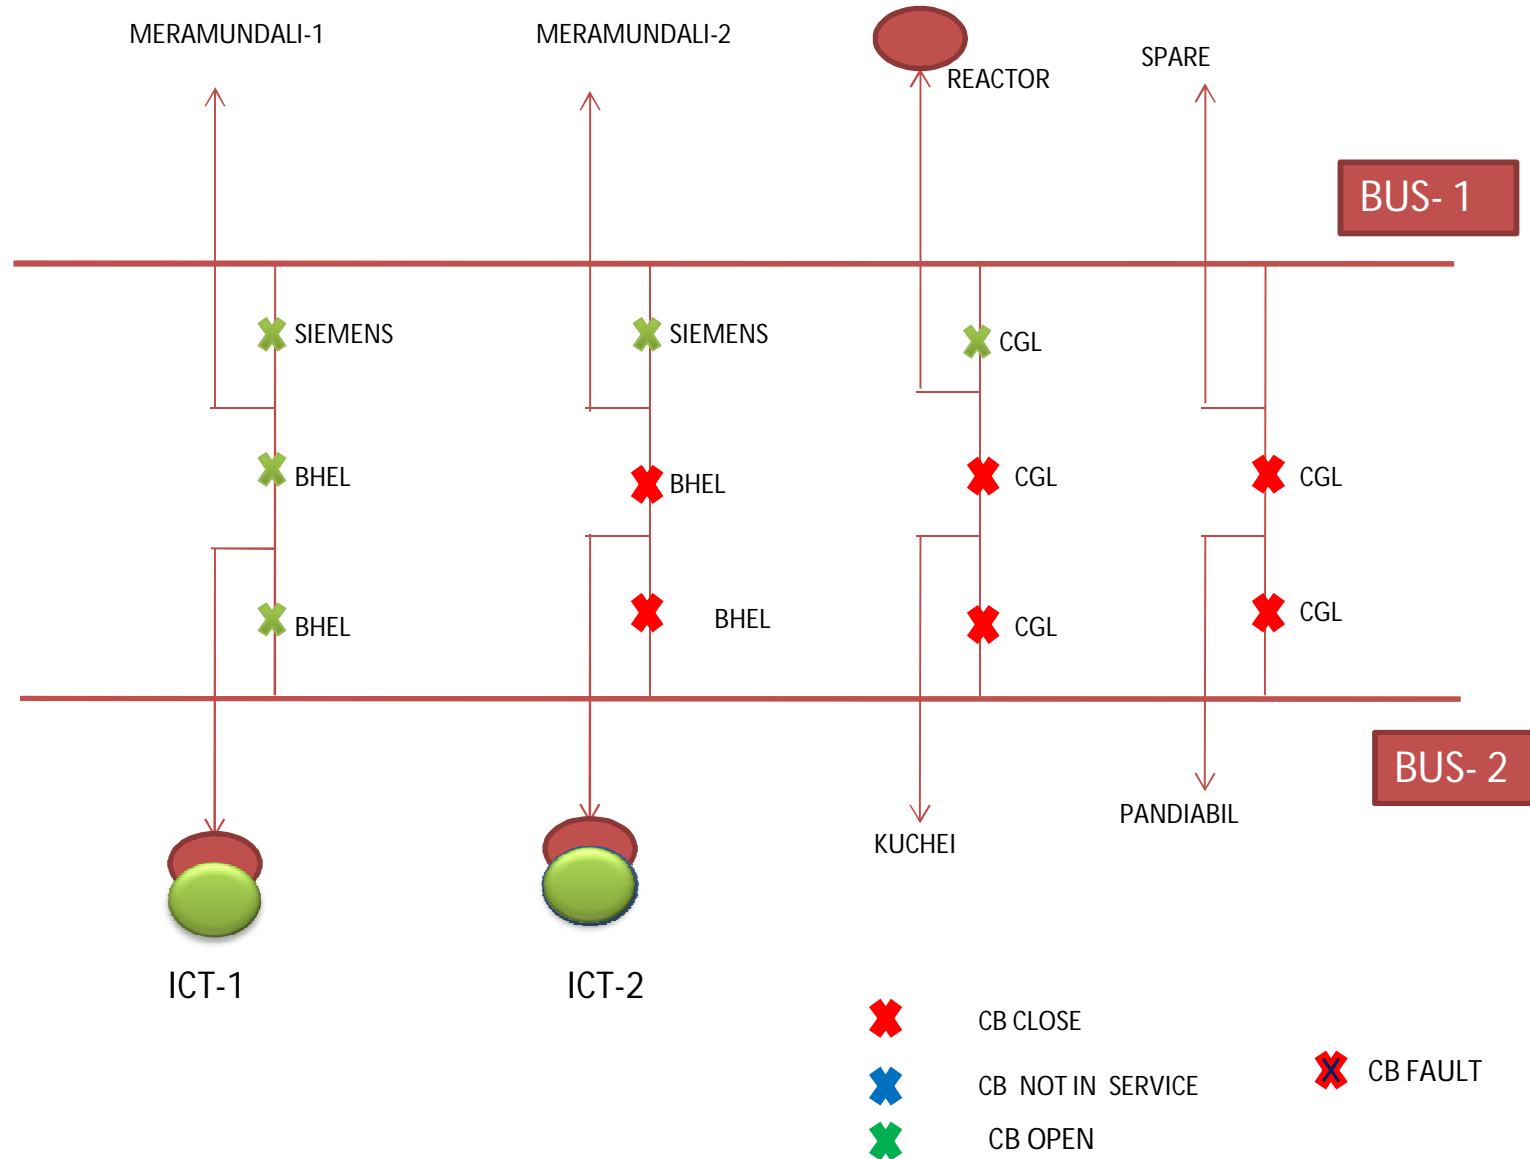 MERAMUNDALI-1
MERAMUNDALI-2
REACTOR
SPARE
BUS- 1
SIEMENS
SIEMENS
CGL
BHEL
BHEL
CGL
CGL
BHEL
BHEL
CGL
CGL
BUS- 2
KUCHEI
PANDIABIL
ICT-1
ICT-2
CB CLOSE
CB NOT IN SERVICE
CB FAULT
CB OPEN